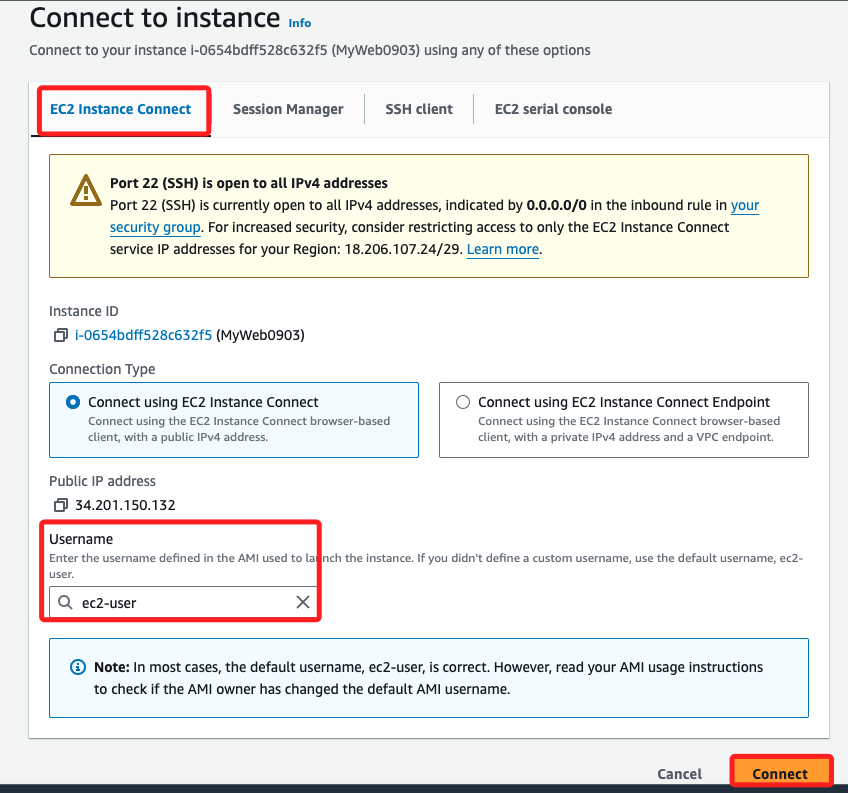 Connect to instance Info
Connect to your instance i-0654bdff528c632f5 (MyWeb0903) using any of these options
EC2 Instance Connect Session Manager SSH client EC2 serial console
Port 22 (SSH) is open to all IPv4 addresses
Port 22 (SSH) is currently open to all IPv4 addresses, indicated by 0.0.0.0/0 in the inbound rule in your
security group. For increased security, consider restricting access to only the EC2 Instance Connect
service IP addresses for your Region: 18.206.107.24/29. Learn more.
Instance ID
i-0654bdff528c632f5 (MyWeb0903)
Connection Type
Connect using EC2 Instance Connect
Connect using the EC2 Instance Connect browser-based
client, with a public IPv4 address.
Connect using EC2 Instance Connect Endpoint
Connect using the EC2 Instance Connect browser-based
client, with a private IPv4 address and a VPC endpoint.
Public IP address
34.201.150.132
Username
Enter the username defined in the AMI used to launch the instance. If you didn't define a custom username, use the default username, ec2-
user.
ec2-user
Note: In most cases, the default username, ec2-user, is correct. However, read your AMI usage instructions
to check if the AMI owner has changed the default AMI username.
Cancel Connect